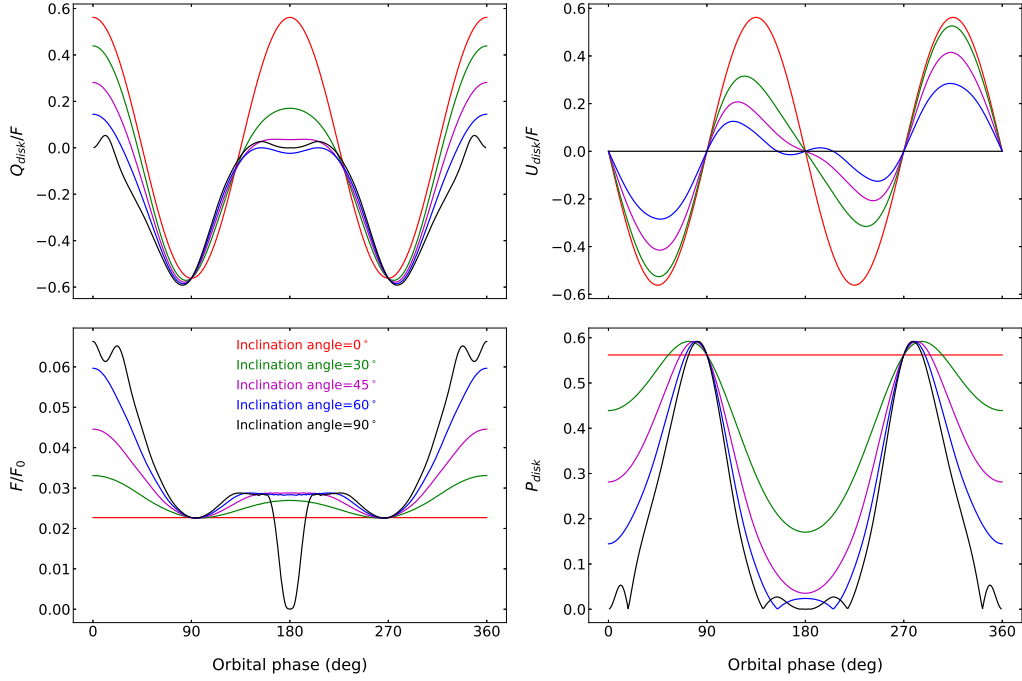 0.6
0.4
0.2
0.0
−0.2
−0.4
−0.6
Q_disk/F
0.6
0.4
0.2
0.0
−0.2
−0.4
−0.6
U_disk/F
0.06
0.05
0.04
0.03
0.02
0.01
0.00
F/F_0
Inclination angle=0°
Inclination angle=30°
Inclination angle=45°
Inclination angle=60°
Inclination angle=90°
0 90 180 270 360
Orbital phase (deg)
0.6
0.5
0.4
0.3
0.2
0.1
0.0
P_disk
0 90 180 270 360
Orbital phase (deg)